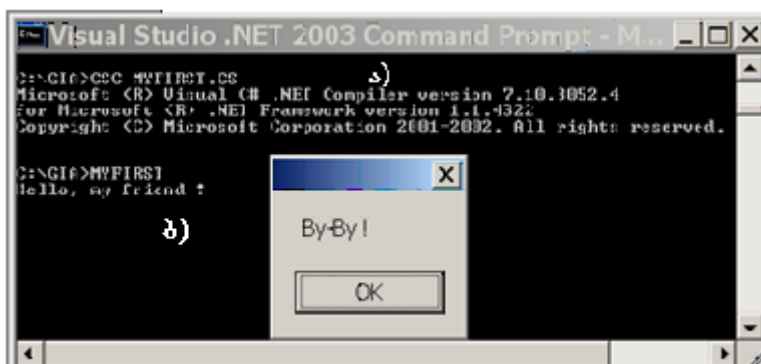 Visual Studio .NET 2003 Command Prompt - M...
C:\GIA>CSC MYFIRST.CS
ა)
Microsoft (R) Visual C# .NET Compiler version 7.10.3052.4
for Microsoft (R) .NET Framework version 1.1.4322
Copyright (C) Microsoft Corporation 2001-2002. All rights reserved.
C:\GIA>MYFIRST
Hello, my friend !
ბ)
By-By !
OK